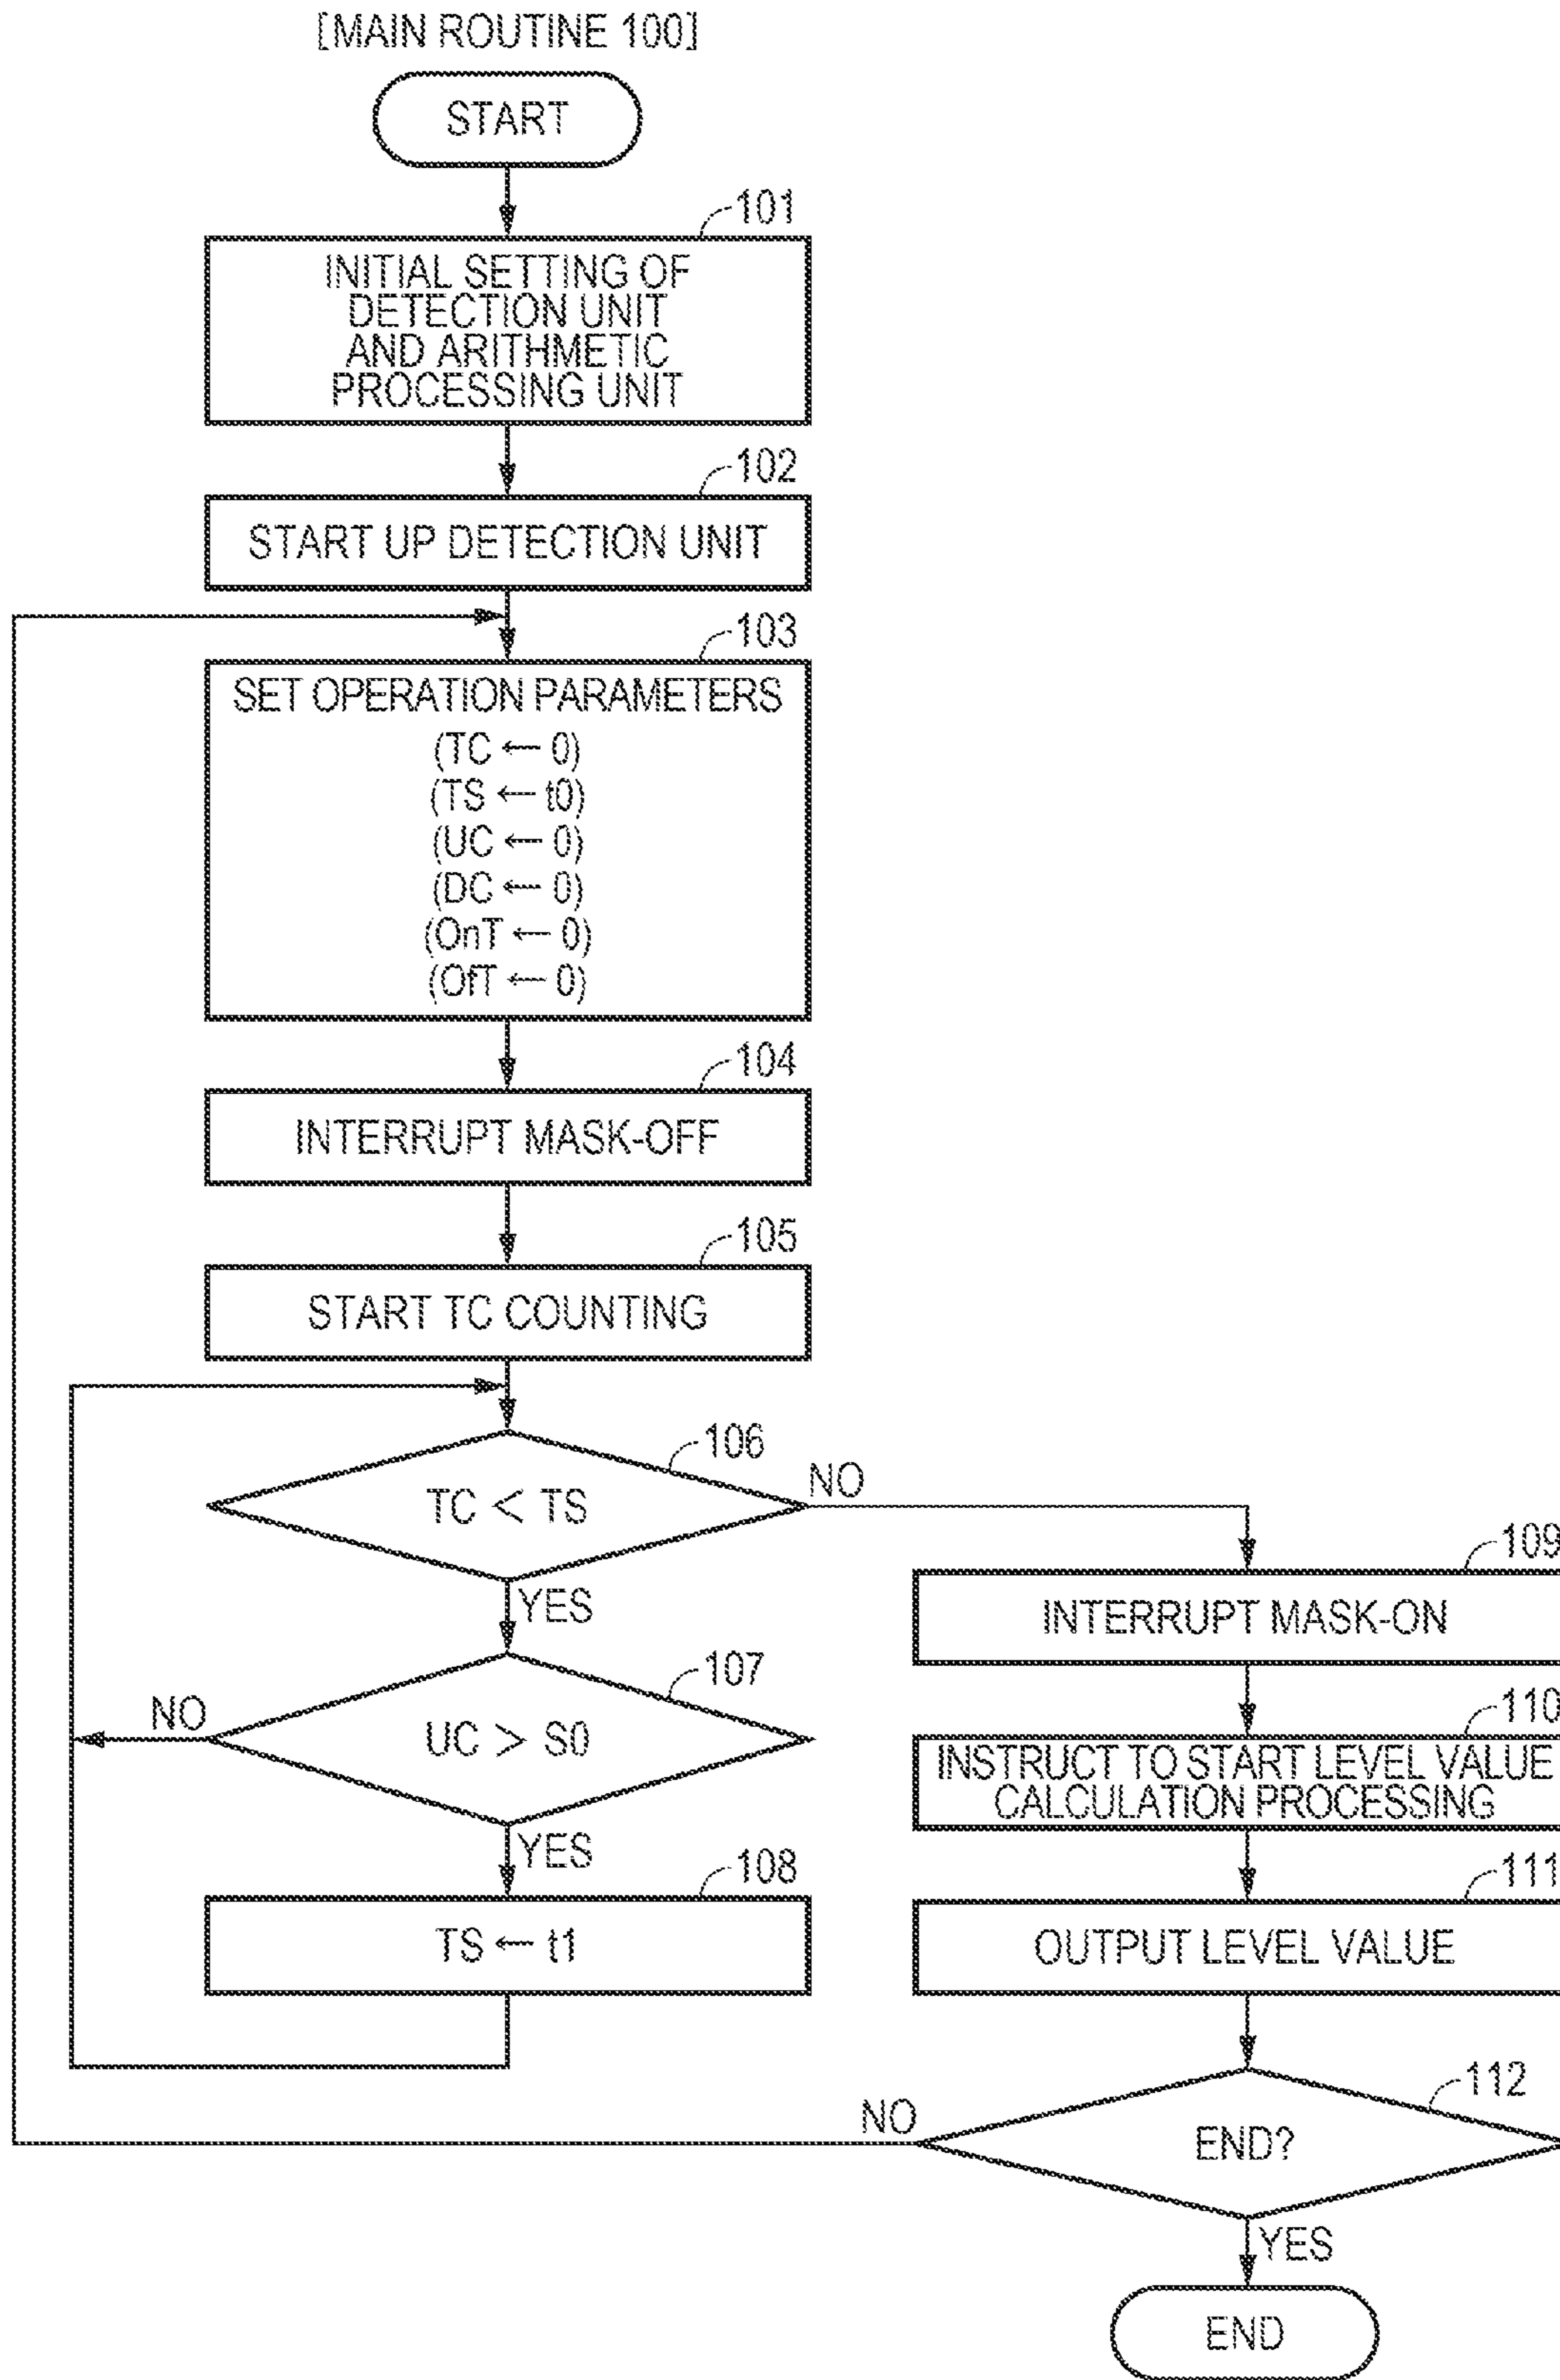 [MAIN ROUTINE 100]
START
101
INITIAL SETTING OF
DETECTION UNIT
AND ARITHMETIC
PROCESSING UNIT
102
START UP DETECTION UNIT
103
SET OPERATION PARAMETERS
(TC ← 0)
(TS ← t0)
(UC ← 0)
(DC ← 0)
(OnT ← 0)
(OfT ← 0)
104
INTERRUPT MASK-OFF
105
START TC COUNTING
106
TC < TS
NO
YES
107
UC > S0
NO
YES
108
TS ← t1
109
INTERRUPT MASK-ON
110
INSTRUCT TO START LEVEL VALUE
CALCULATION PROCESSING
111
OUTPUT LEVEL VALUE
112
END?
NO
YES
END